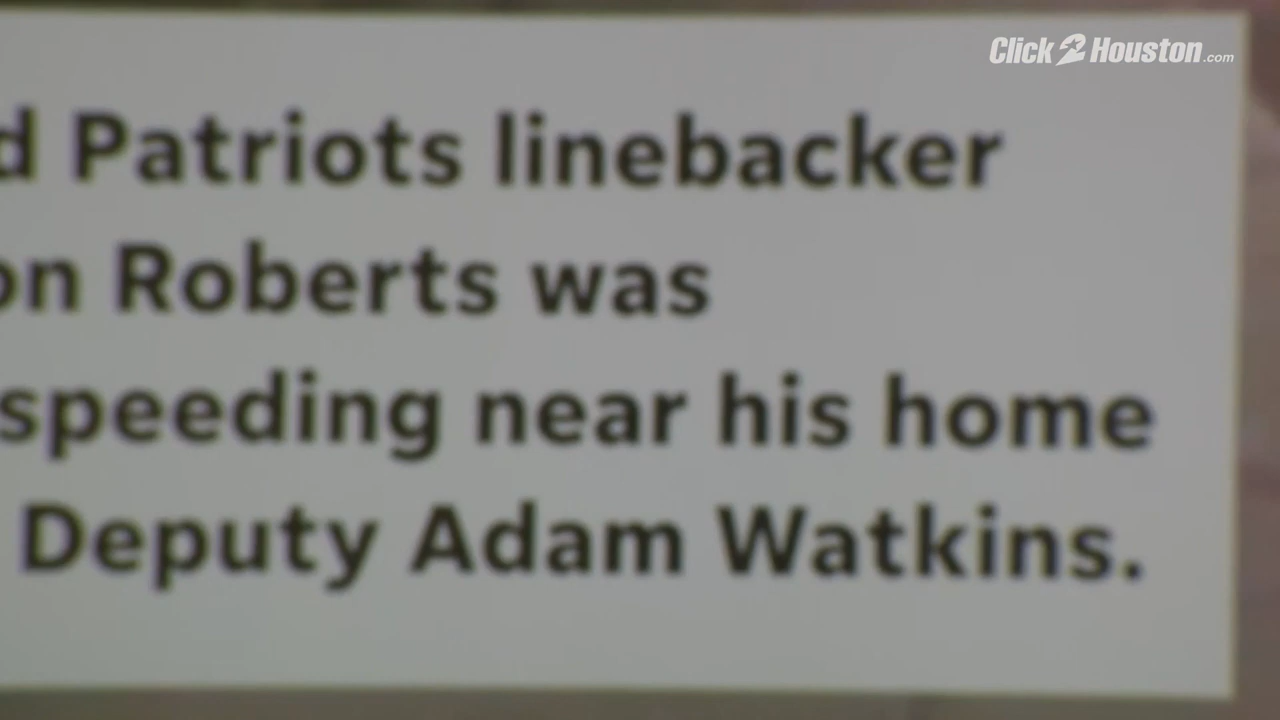 Click2Houston.com
d Patriots linebacker
on Roberts was
speeding near his home
Deputy Adam Watkins.